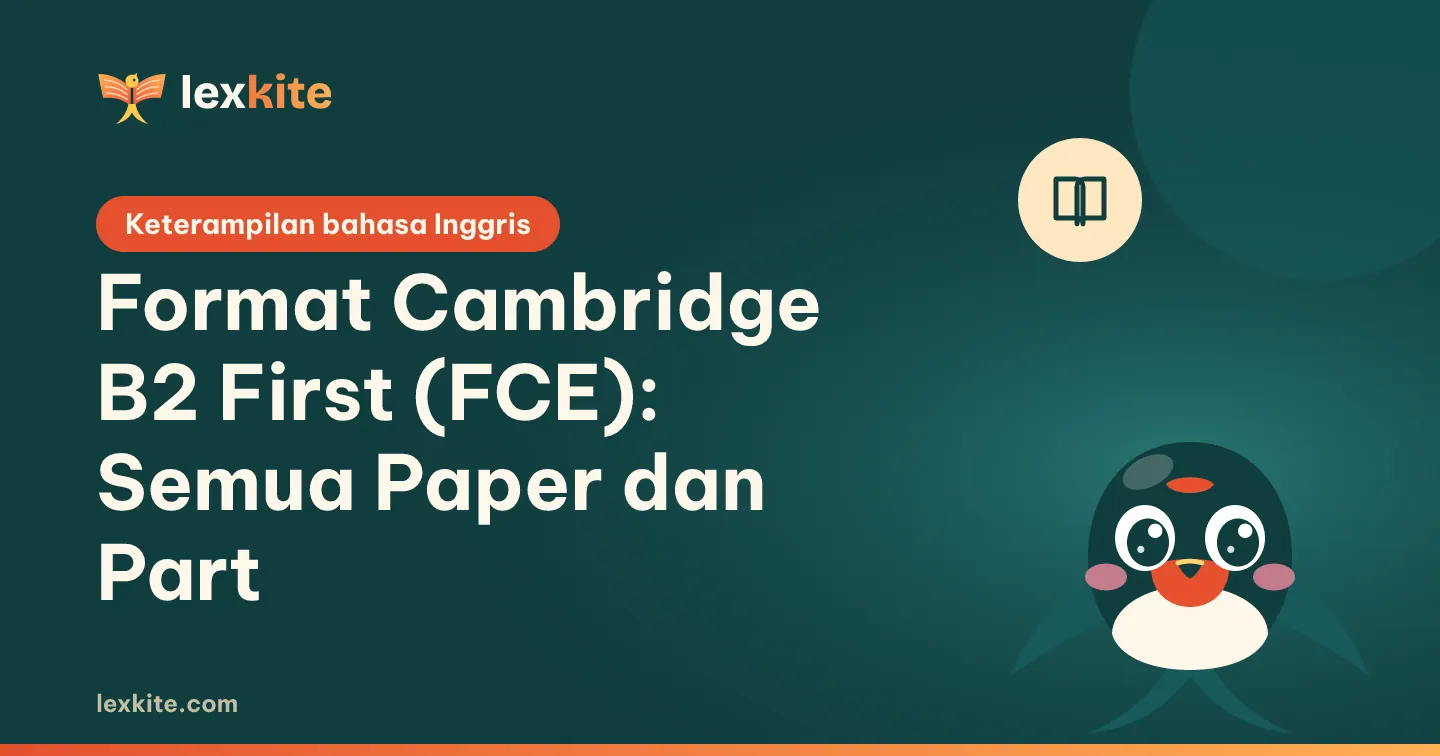 lexkite
Keterampilan bahasa Inggris
Format Cambridge
B2 First (FCE):
Semua Paper dan
Part
lexkite.com